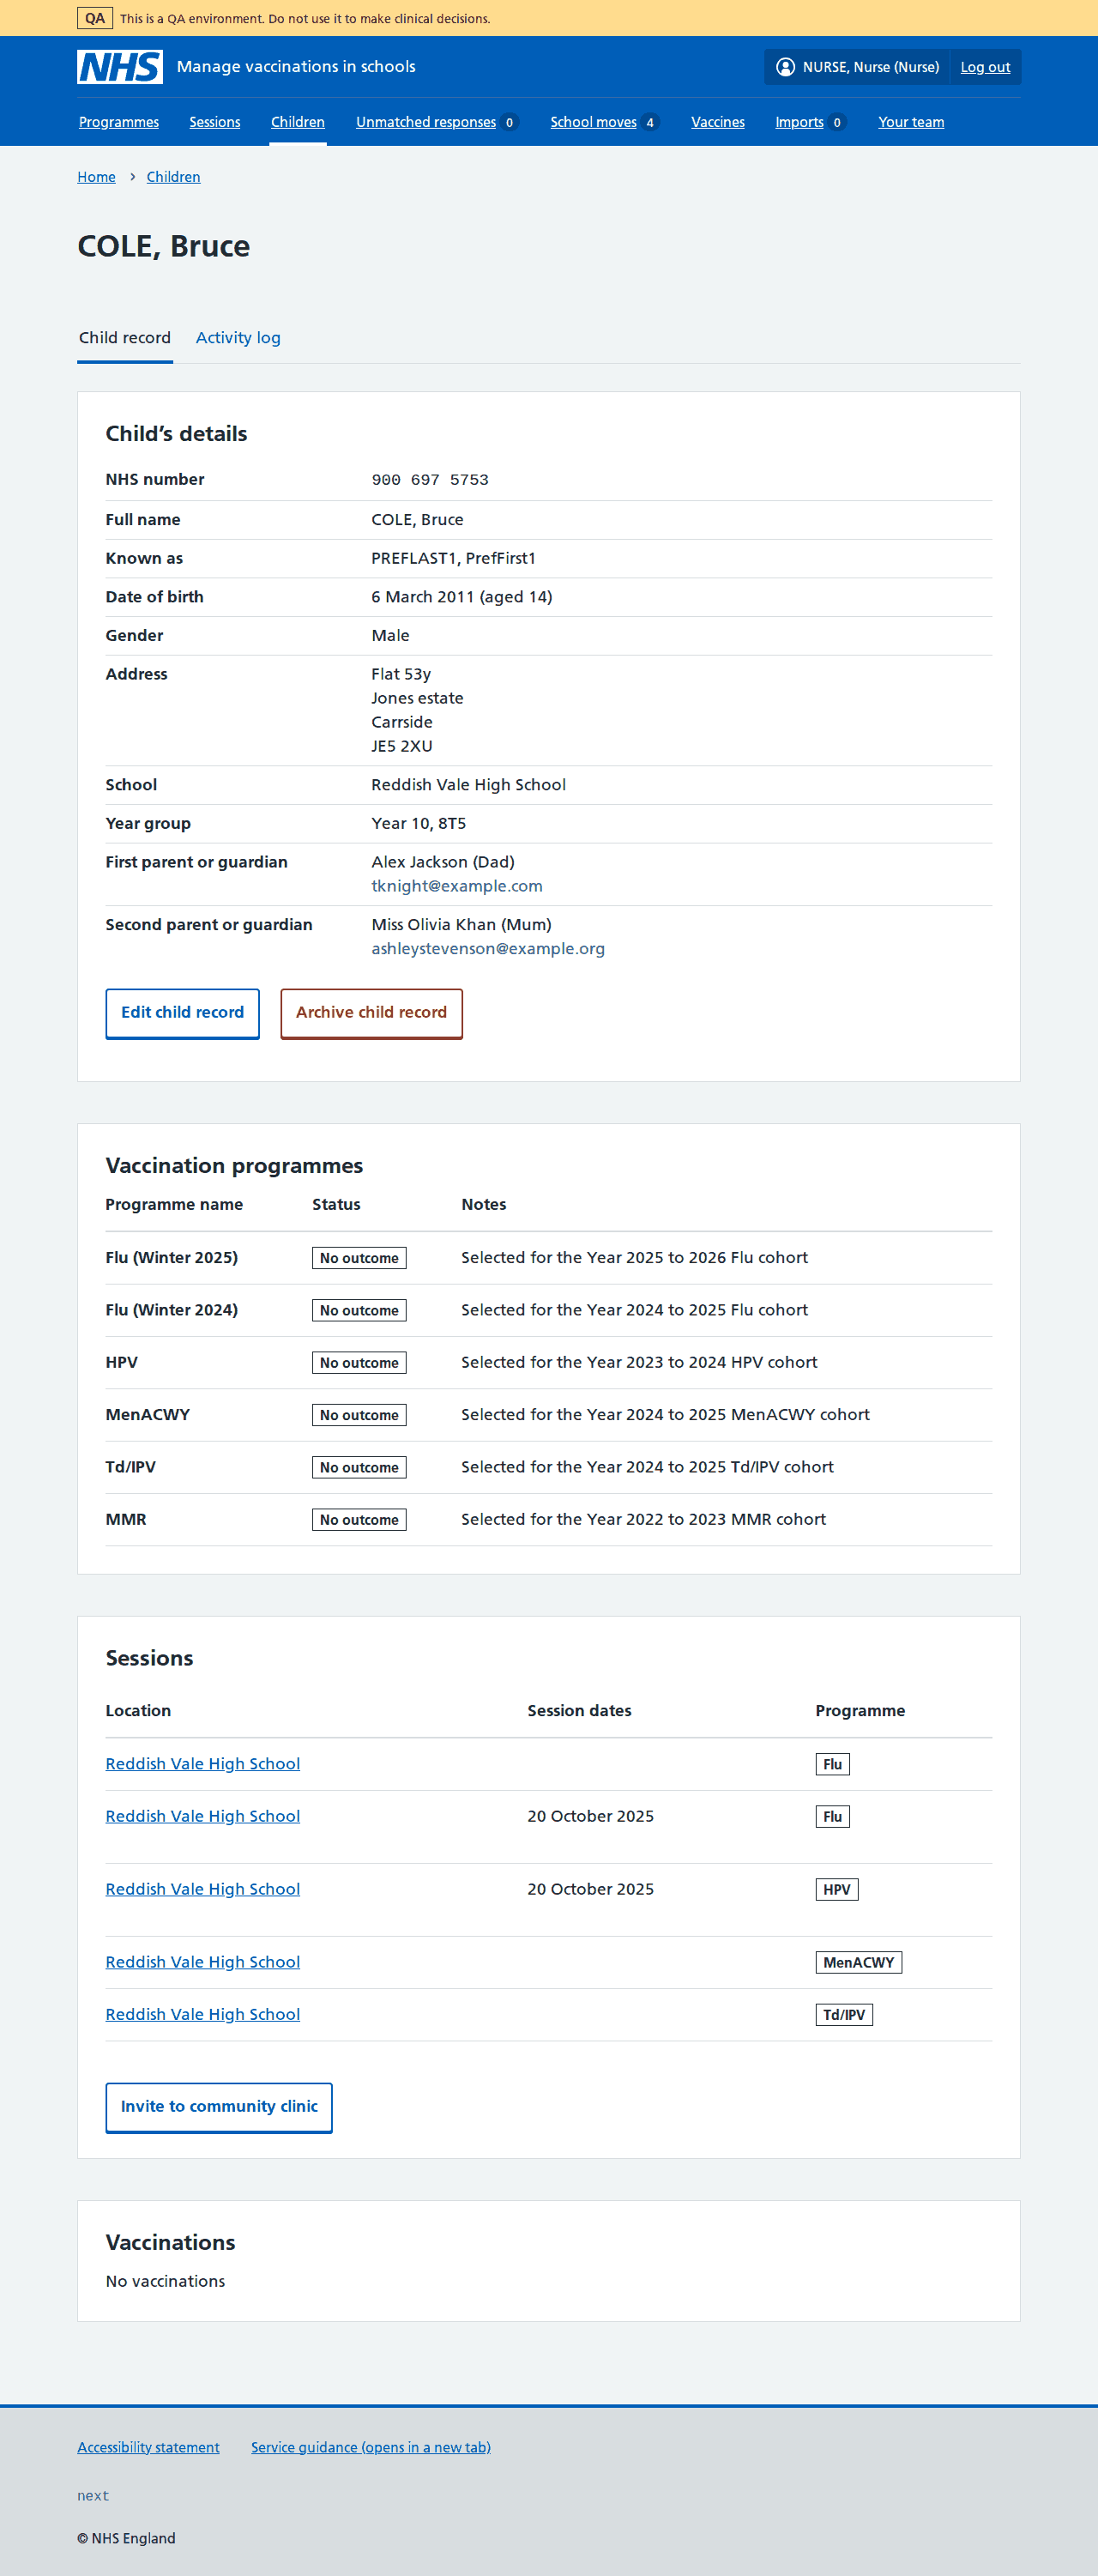 QA This is a QA environment. Do not use it to make clinical decisions.
NHS Manage vaccinations in schools NURSE, Nurse (Nurse) Log out
Programmes Sessions Children Unmatched responses 0 School moves 4 Vaccines Imports 0 Your team
Home › Children
COLE, Bruce
Child record Activity log
Child’s details
NHS number 900 697 5753
Full name COLE, Bruce
Known as PREFLAST1, PrefFirst1
Date of birth 6 March 2011 (aged 14)
Gender Male
Address Flat 53y
Jones estate
Carrside
JE5 2XU
School Reddish Vale High School
Year group Year 10, 8T5
First parent or guardian Alex Jackson (Dad)
tknight@example.com
Second parent or guardian Miss Olivia Khan (Mum)
ashleystevenson@example.org
Edit child record Archive child record
Vaccination programmes
Programme name Status Notes
Flu (Winter 2025) No outcome Selected for the Year 2025 to 2026 Flu cohort
Flu (Winter 2024) No outcome Selected for the Year 2024 to 2025 Flu cohort
HPV No outcome Selected for the Year 2023 to 2024 HPV cohort
MenACWY No outcome Selected for the Year 2024 to 2025 MenACWY cohort
Td/IPV No outcome Selected for the Year 2024 to 2025 Td/IPV cohort
MMR No outcome Selected for the Year 2022 to 2023 MMR cohort
Sessions
Location Session dates Programme
Reddish Vale High School Flu
Reddish Vale High School 20 October 2025 Flu
Reddish Vale High School 20 October 2025 HPV
Reddish Vale High School MenACWY
Reddish Vale High School Td/IPV
Invite to community clinic
Vaccinations
No vaccinations
Accessibility statement Service guidance (opens in a new tab)
next
© NHS England